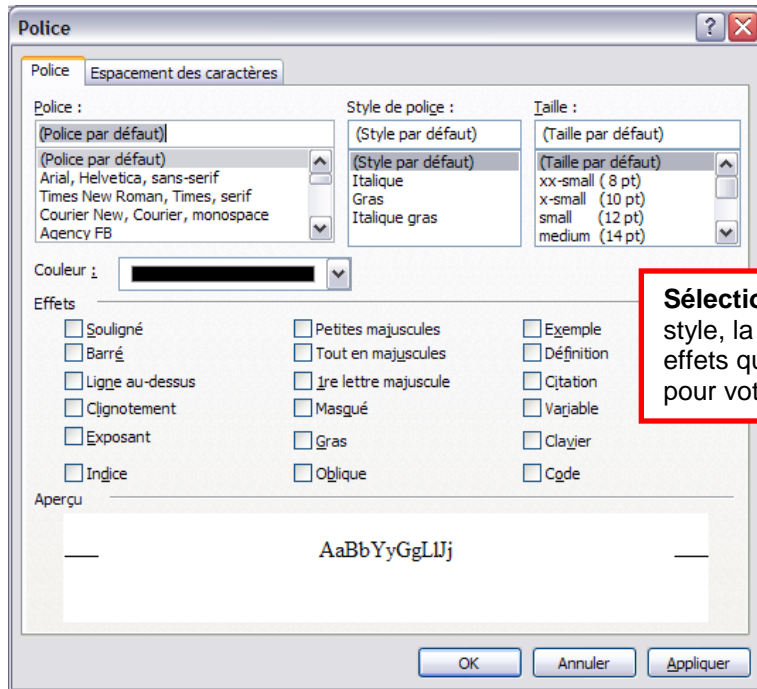 Police
Police Espacement des caractères
Police : Style de police : Taille :
(Police par défaut) (Style par défaut) (Taille par défaut)
(Police par défaut) (Style par défaut) (Taille par défaut)
Arial, Helvetica, sans-serif Italique xx-small ( 8 pt)
Times New Roman, Times, serif Gras x-small (10 pt)
Courier New, Courier, monospace Italique gras small (12 pt)
Agency FB medium (14 pt)
Couleur :
Effets
Souligné Petites majuscules Exemple
Barré Tout en majuscules Définition
Ligne au-dessus 1re lettre majuscule Citation
Clignotement Masqué Variable
Exposant Gras Clavier
Indice Oblique Code
style, la
effets
pour
Aperçu
AaBbYyGgLlJj
OK Annuler Appliquer